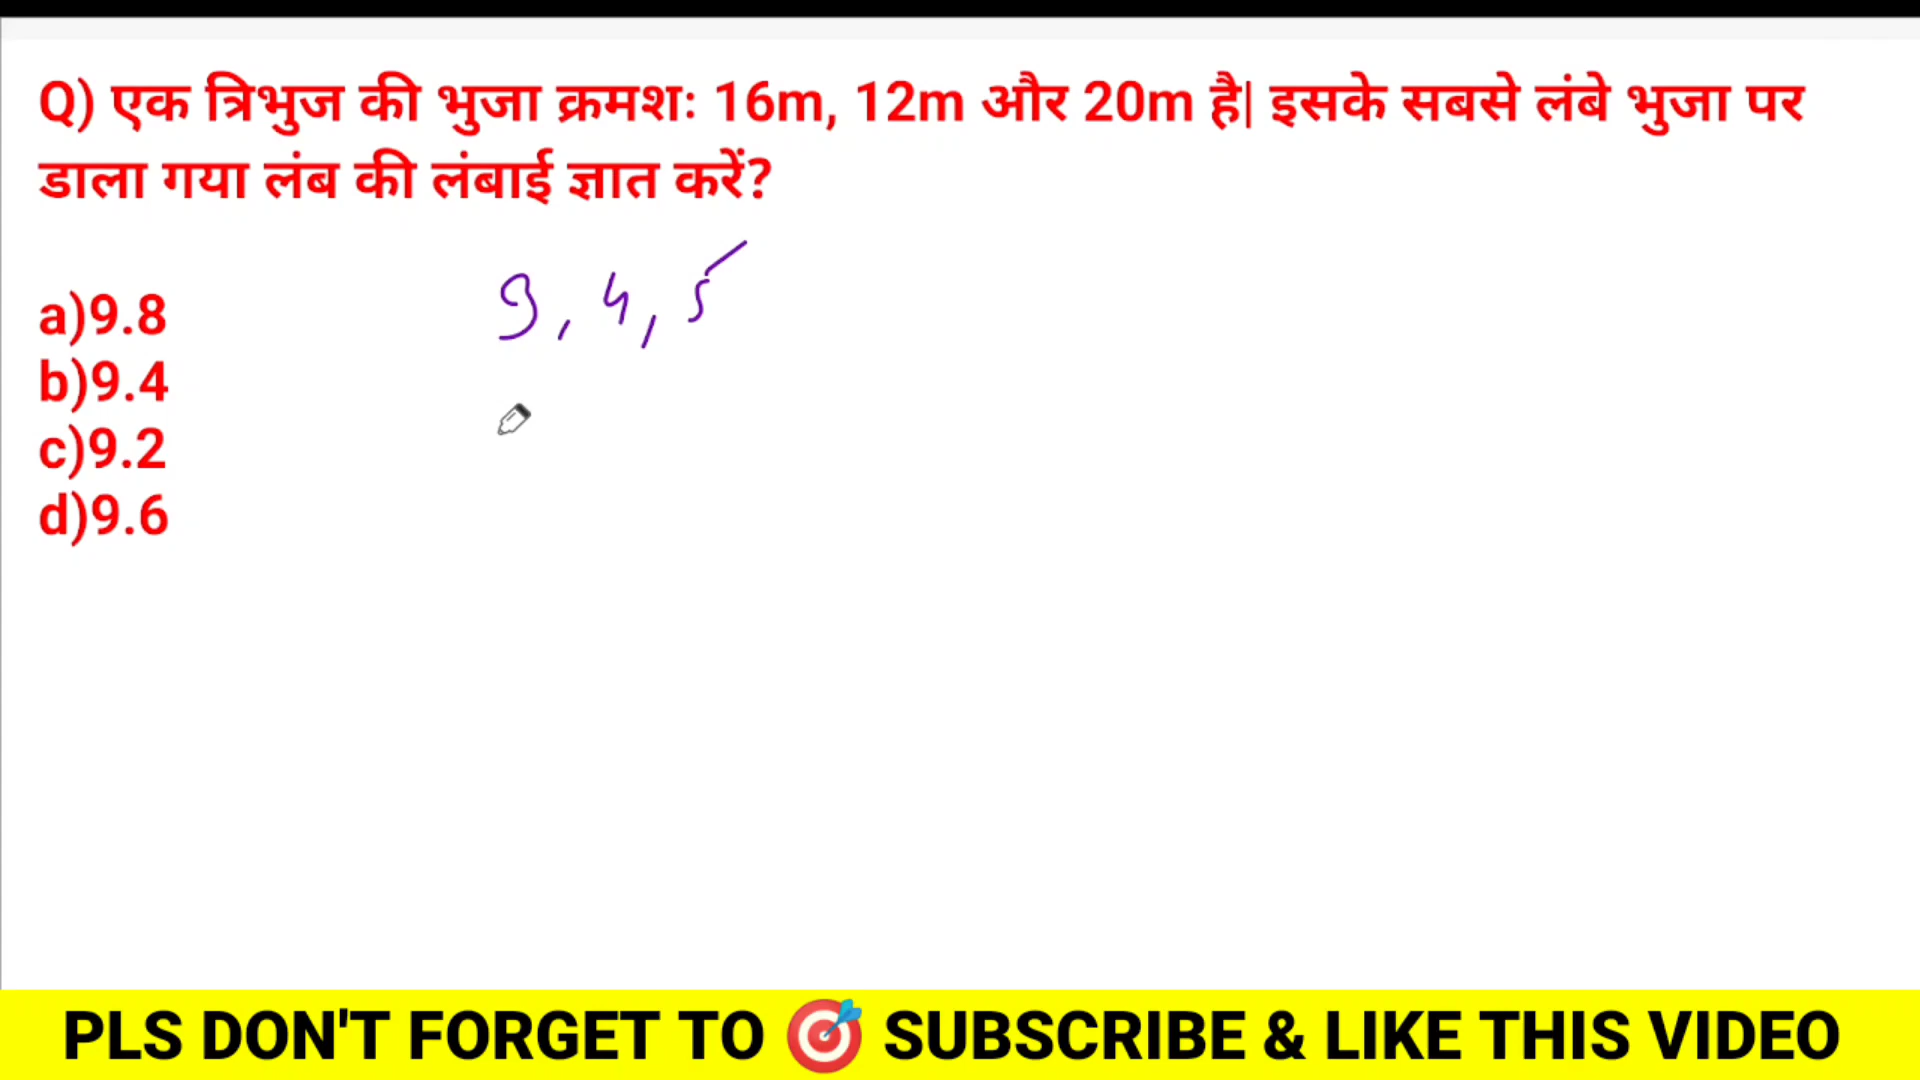 Q) एक त्रिभुज की भुजा क्रमश: 16m, 12m और 20m है| इसके सबसे लंबे भुजा पर
डाला गया लंब की लंबाई ज्ञात करें?
3, 4, 5
a)9.8
b)9.4
c)9.2
d)9.6
PLS DON'T FORGET TO 🎯 SUBSCRIBE & LIKE THIS VIDEO